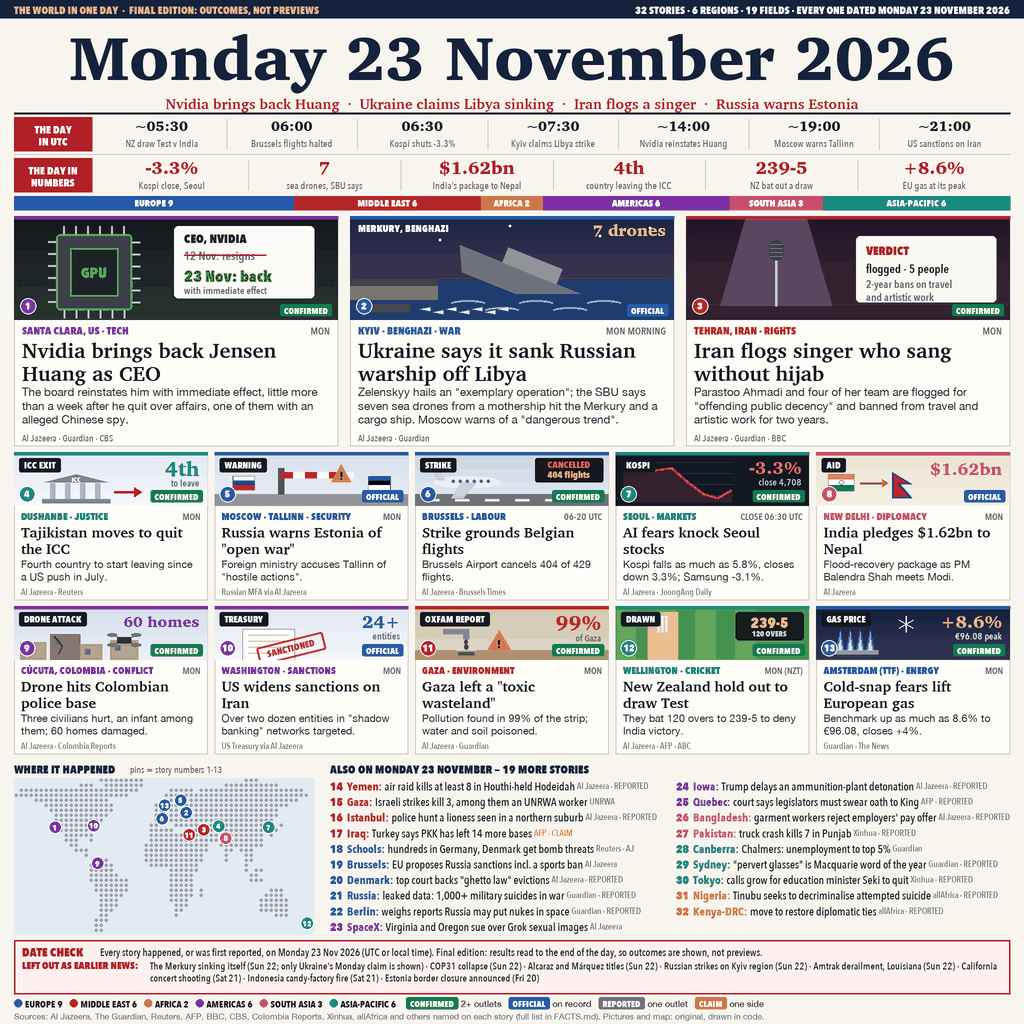 THE WORLD IN ONE DAY · FINAL EDITION: OUTCOMES, NOT PREVIEWS
32 STORIES · 6 REGIONS · 19 FIELDS · EVERY ONE DATED MONDAY 23 NOVEMBER 2026
Monday 23 November 2026
Nvidia brings back Huang · Ukraine claims Libya sinking · Iran flogs a singer · Russia warns Estonia
THE DAY IN UTC
~05:30 NZ draw Test v India
06:00 Brussels flights halted
06:30 Kospi shuts -3.3%
~07:30 Kyiv claims Libya strike
~14:00 Nvidia reinstates Huang
~19:00 Moscow warns Tallinn
~21:00 US sanctions on Iran
THE DAY IN NUMBERS
-3.3% Kospi close, Seoul
7 sea drones, SBU says
$1.62bn India's package to Nepal
4th country leaving the ICC
239-5 NZ bat out a draw
+8.6% EU gas at its peak
EUROPE 9
MIDDLE EAST 6
AFRICA 2
AMERICAS 6
SOUTH ASIA 3
ASIA-PACIFIC 6
GPU
CEO, NVIDIA
12 Nov: resigns
23 Nov: back
with immediate effect
1
CONFIRMED
SANTA CLARA, US · TECH
MON
Nvidia brings back Jensen
Huang as CEO
The board reinstates him with immediate effect, little more
than a week after he quit over affairs, one of them with an
alleged Chinese spy.
Al Jazeera · Guardian · CBS
MERKURY, BENGHAZI
7 drones
2
OFFICIAL
KYIV · BENGHAZI · WAR
MON MORNING
Ukraine says it sank Russian
warship off Libya
Zelenskyy hails an "exemplary operation"; the SBU says
seven sea drones from a mothership hit the Merkury and a
cargo ship. Moscow warns of a "dangerous trend".
Al Jazeera · Guardian
VERDICT
flogged · 5 people
2-year bans on travel
and artistic work
3
CONFIRMED
TEHRAN, IRAN · RIGHTS
MON
Iran flogs singer who sang
without hijab
Parastoo Ahmadi and four of her team are flogged for
"offending public decency" and banned from travel and
artistic work for two years.
Al Jazeera · Guardian · BBC
ICC EXIT
ICC
4th
to leave
4
CONFIRMED
DUSHANBE · JUSTICE
MON
Tajikistan moves to quit
the ICC
Fourth country to start leaving since
a US push in July.
Al Jazeera · Reuters
WARNING
5
OFFICIAL
MOSCOW · TALLINN · SECURITY
MON
Russia warns Estonia of
"open war"
Foreign ministry accuses Tallinn of
"hostile actions".
Russian MFA via Al Jazeera
STRIKE
CANCELLED
404 flights
6
CONFIRMED
BRUSSELS · LABOUR
06-20 UTC
Strike grounds Belgian
flights
Brussels Airport cancels 404 of 429
flights.
Al Jazeera · Brussels Times
KOSPI
-3.3%
close 4,708
7
CONFIRMED
SEOUL · MARKETS
CLOSE 06:30 UTC
AI fears knock Seoul
stocks
Kospi falls as much as 5.8%, closes
down 3.3%; Samsung -3.1%.
Al Jazeera · JoongAng Daily
AID
$1.62bn
8
OFFICIAL
NEW DELHI · DIPLOMACY
MON
India pledges $1.62bn to
Nepal
Flood-recovery package as PM
Balendra Shah meets Modi.
Al Jazeera
DRONE ATTACK
60 homes
9
CONFIRMED
CÚCUTA, COLOMBIA · CONFLICT
MON
Drone hits Colombian
police base
Three civilians hurt, an infant among
them; 60 homes damaged.
Al Jazeera · Colombia Reports
TREASURY
SANCTIONED
24+
entities
10
OFFICIAL
WASHINGTON · SANCTIONS
MON
US widens sanctions on
Iran
Over two dozen entities in "shadow
banking" networks targeted.
US Treasury via Al Jazeera
OXFAM REPORT
99%
of Gaza
11
CONFIRMED
GAZA · ENVIRONMENT
MON
Gaza left a "toxic
wasteland"
Pollution found in 99% of the strip;
water and soil poisoned.
Al Jazeera · Guardian
DRAWN
239-5
120 OVERS
12
CONFIRMED
WELLINGTON · CRICKET
MON (NZT)
New Zealand hold out to
draw Test
They bat 120 overs to 239-5 to deny
India victory.
Al Jazeera · AFP · ABC
GAS PRICE
+8.6%
€96.08 peak
13
CONFIRMED
AMSTERDAM (TTF) · ENERGY
MON
Cold-snap fears lift
European gas
Benchmark up as much as 8.6% to
€96.08, closes +4%.
Guardian · The News
WHERE IT HAPPENED
pins = story numbers 1-13
1
10
9
13
5
6
2
11
3
4
8
7
12
ALSO ON MONDAY 23 NOVEMBER – 19 MORE STORIES
14 Yemen: air raid kills at least 8 in Houthi-held Hodeidah Al Jazeera · REPORTED
15 Gaza: Israeli strikes kill 3, among them an UNRWA worker UNRWA
16 Istanbul: police hunt a lioness seen in a northern suburb Al Jazeera · REPORTED
17 Iraq: Turkey says PKK has left 14 more bases AFP · CLAIM
18 Schools: hundreds in Germany, Denmark get bomb threats Reuters · AJ
19 Brussels: EU proposes Russia sanctions incl. a sports ban Al Jazeera
20 Denmark: top court backs "ghetto law" evictions Al Jazeera · REPORTED
21 Russia: leaked data: 1,000+ military suicides in war Guardian · REPORTED
22 Berlin: weighs reports Russia may put nukes in space Guardian · REPORTED
23 SpaceX: Virginia and Oregon sue over Grok sexual images Al Jazeera
24 Iowa: Trump delays an ammunition-plant detonation Al Jazeera · REPORTED
25 Quebec: court says legislators must swear oath to King AFP · REPORTED
26 Bangladesh: garment workers reject employers' pay offer Al Jazeera · REPORTED
27 Pakistan: truck crash kills 7 in Punjab Xinhua · REPORTED
28 Canberra: Chalmers: unemployment to top 5% Guardian
29 Sydney: "pervert glasses" is Macquarie word of the year Guardian · REPORTED
30 Tokyo: calls grow for education minister Seki to quit Xinhua · REPORTED
31 Nigeria: Tinubu seeks to decriminalise attempted suicide allAfrica · REPORTED
32 Kenya-DRC: move to restore diplomatic ties allAfrica · REPORTED
DATE CHECK Every story happened, or was first reported, on Monday 23 Nov 2026 (UTC or local time). Final edition: results read to the end of the day, so outcomes are shown, not previews.
LEFT OUT AS EARLIER NEWS: The Merkury sinking itself (Sun 22; only Ukraine's Monday claim is shown) · COP31 collapse (Sun 22) · Alcaraz and Márquez titles (Sun 22) · Russian strikes on Kyiv region (Sun 22) · Amtrak derailment, Louisiana (Sun 22) · California
concert shooting (Sat 21) · Indonesia candy-factory fire (Sat 21) · Estonia border closure announced (Fri 20)
EUROPE 9 MIDDLE EAST 6 AFRICA 2 AMERICAS 6 SOUTH ASIA 3 ASIA-PACIFIC 6 CONFIRMED 2+ outlets OFFICIAL on record REPORTED one outlet CLAIM one side
Sources: Al Jazeera, The Guardian, Reuters, AFP, BBC, CBS, Colombia Reports, Xinhua, allAfrica and others named on each story (full list in FACTS.md). Pictures and map: original, drawn in code.